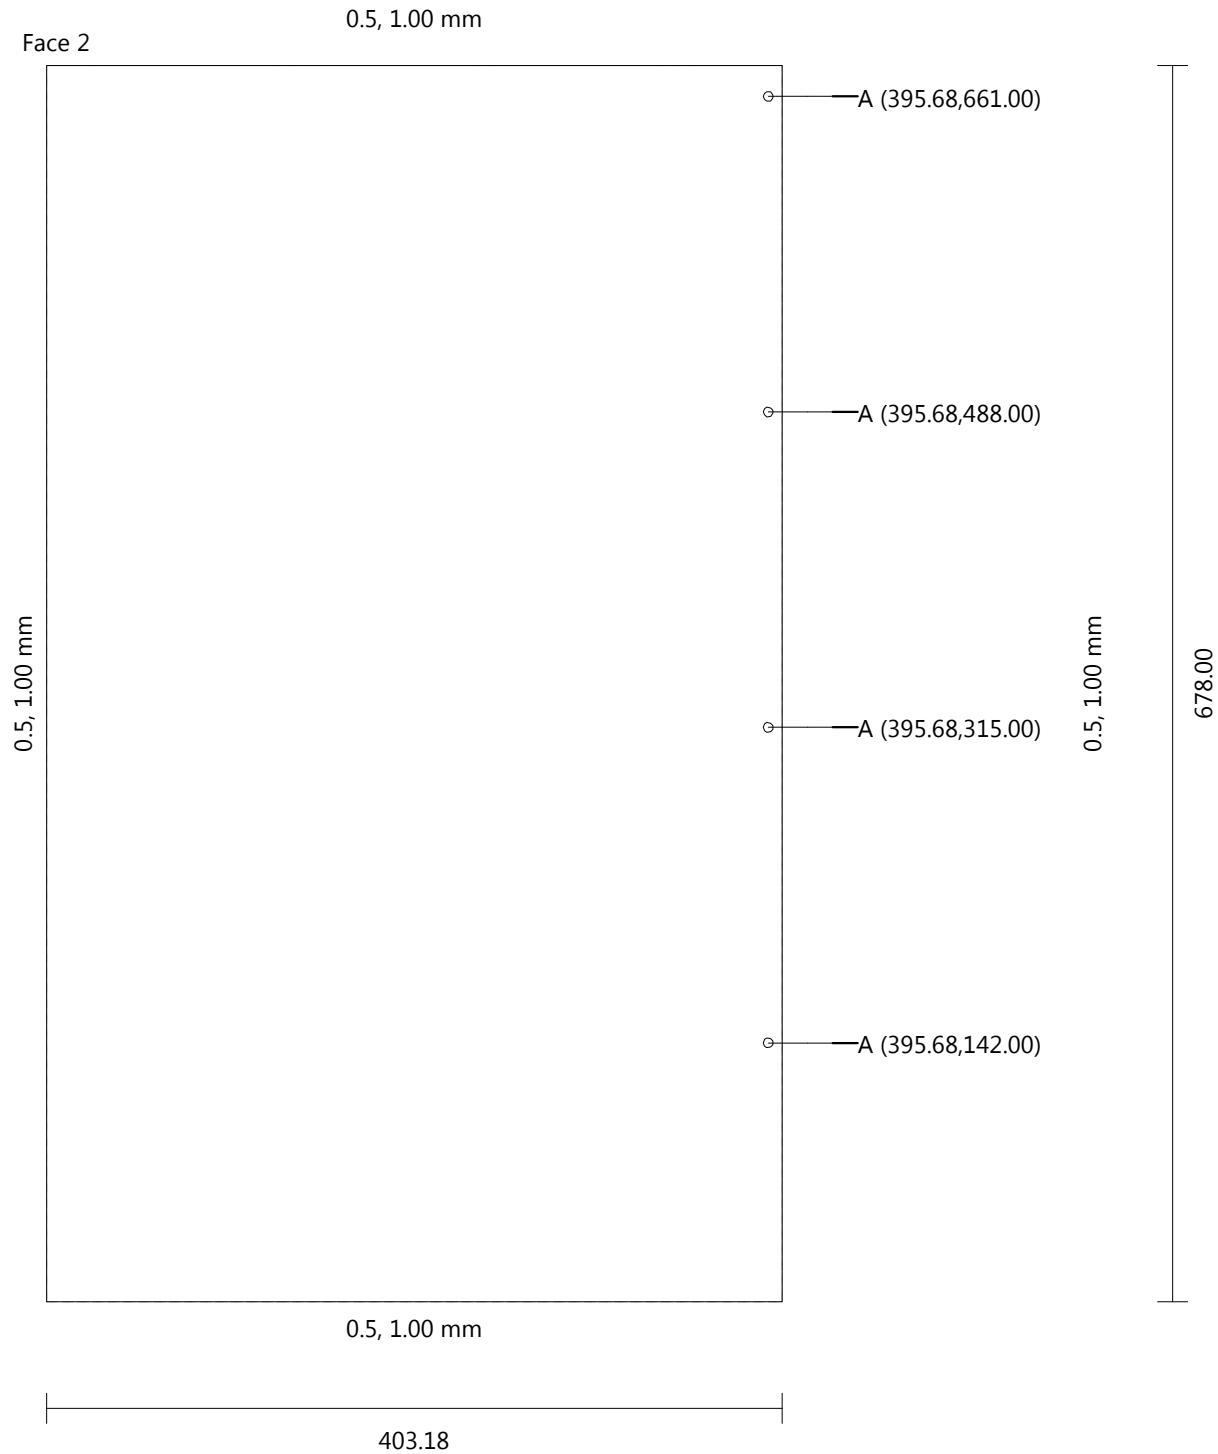 0.5, 1.00 mm
Face 2
A (395.68,661.00)
A (395.68,488.00)
0.5, 1.00 mm
0.5, 1.00 mm
678.00
A (395.68,315.00)
A (395.68,142.00)
0.5, 1.00 mm
403.18